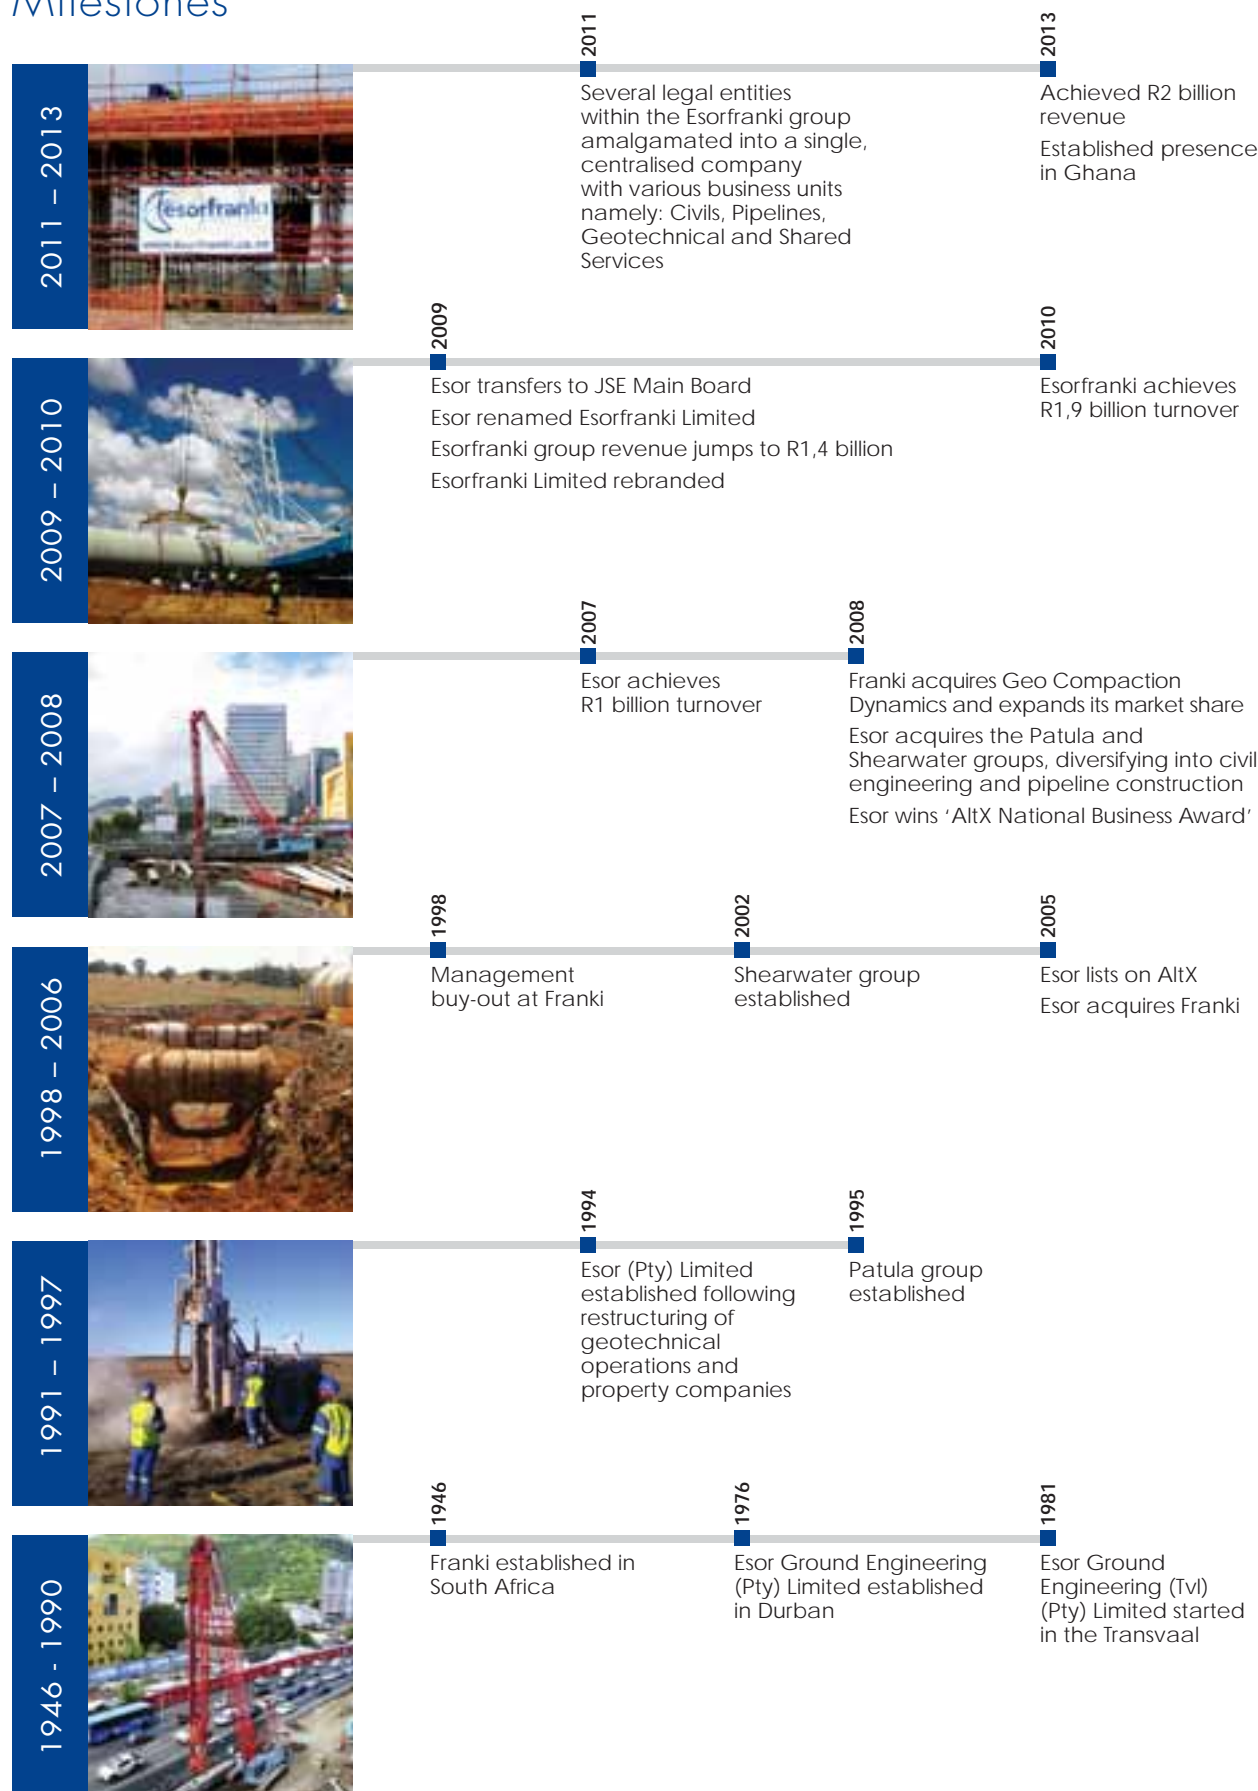 Milestones
2011 – 2013
esorfranki
2011
Several legal entities
within the Esorfranki group
amalgamated into a single,
centralised company
with various business units
namely: Civils, Pipelines,
Geotechnical and Shared
Services
2013
Achieved R2 billion
revenue
Established presence
in Ghana
2009 – 2010
2009
Esor transfers to JSE Main Board
Esor renamed Esorfranki Limited
Esorfranki group revenue jumps to R1,4 billion
Esorfranki Limited rebranded
2010
Esorfranki achieves
R1,9 billion turnover
2007 – 2008
2007
Esor achieves
R1 billion turnover
2008
Franki acquires Geo Compaction
Dynamics and expands its market share
Esor acquires the Patula and
Shearwater groups, diversifying into civil
engineering and pipeline construction
Esor wins ‘AltX National Business Award’
1998 – 2006
1998
Management
buy-out at Franki
2002
Shearwater group
established
2005
Esor lists on AltX
Esor acquires Franki
1991 – 1997
1994
Esor (Pty) Limited
established following
restructuring of
geotechnical
operations and
property companies
1995
Patula group
established
1946 - 1990
1946
Franki established in
South Africa
1976
Esor Ground Engineering
(Pty) Limited established
in Durban
1981
Esor Ground
Engineering (Tvl)
(Pty) Limited started
in the Transvaal